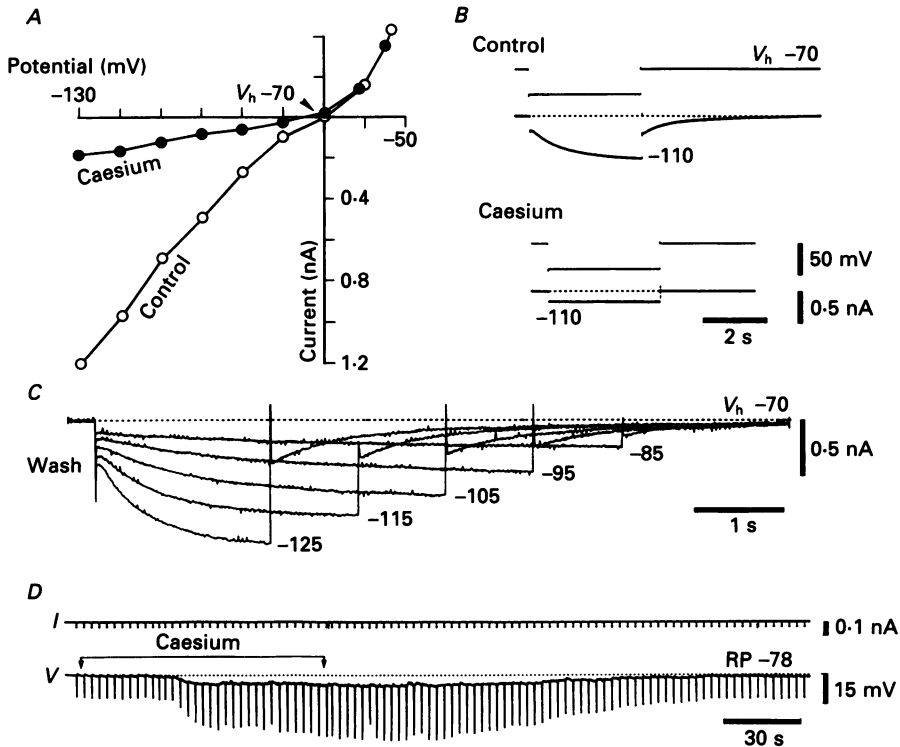 A
Potential (mV)
−130
Vh −70
−50
Caesium
Control
0·4
0·8
1.2
Current (nA)
B
Control
Vh −70
−110
Caesium
−110
50 mV
0·5 nA
2 s
C
Vh −70
Wash
−85
−95
−105
−115
−125
0·5 nA
1 s
D
I
0·1 nA
Caesium
V
RP −78
15 mV
30 s